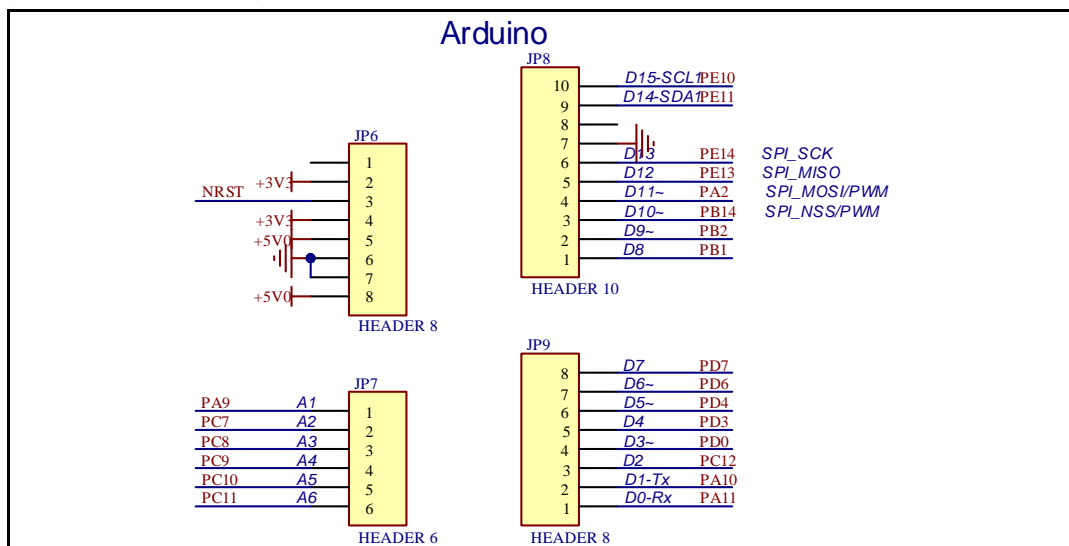 Arduino
JP8
10 D15-SCL1 PE10
9 D14-SDA1 PE11
8
7
6 D13 PE14 SPI_SCK
5 D12 PE13 SPI_MISO
4 D11~ PA2 SPI_MOSI/PWM
3 D10~ PB14 SPI_NSS/PWM
2 D9~ PB2
1 D8 PB1
HEADER 10
JP6
1
+3V3 2
NRST 3
+3V3 4
+5V0 5
6
7
+5V0 8
HEADER 8
JP7
PA9 A1 1
PC7 A2 2
PC8 A3 3
PC9 A4 4
PC10 A5 5
PC11 A6 6
HEADER 6
JP9
8 D7 PD7
7 D6~ PD6
6 D5~ PD4
5 D4 PD3
4 D3~ PD0
3 D2 PC12
2 D1-Tx PA10
1 D0-Rx PA11
HEADER 8